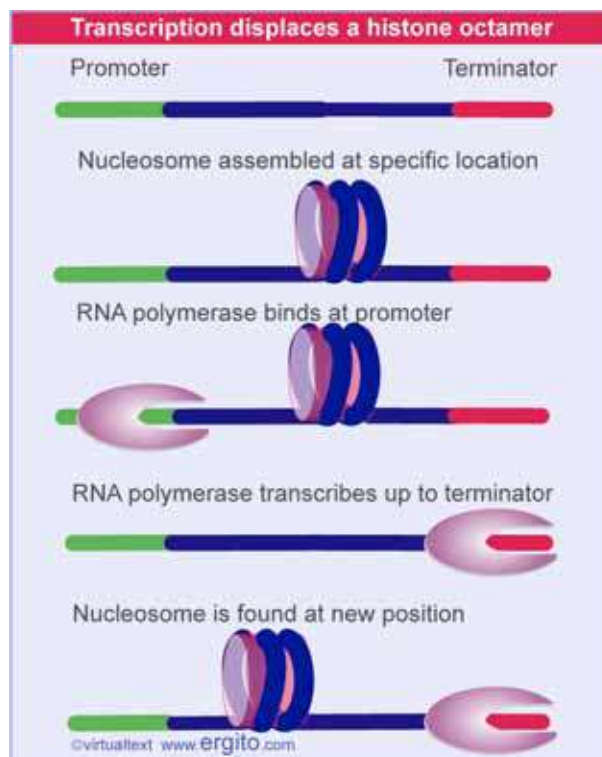 Transcription displaces a histone octamer
Promoter Terminator
Nucleosome assembled at specific location
RNA polymerase binds at promoter
RNA polymerase transcribes up to terminator
Nucleosome is found at new position
©virtualtext www.ergito.com